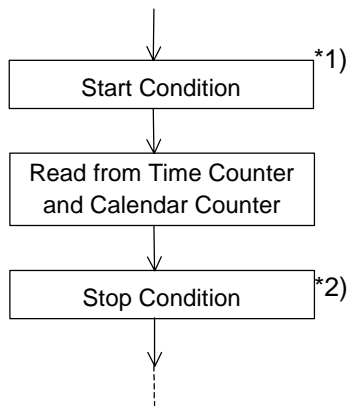 *1)
Start Condition
Read from Time Counter
and Calendar Counter
*2)
Stop Condition